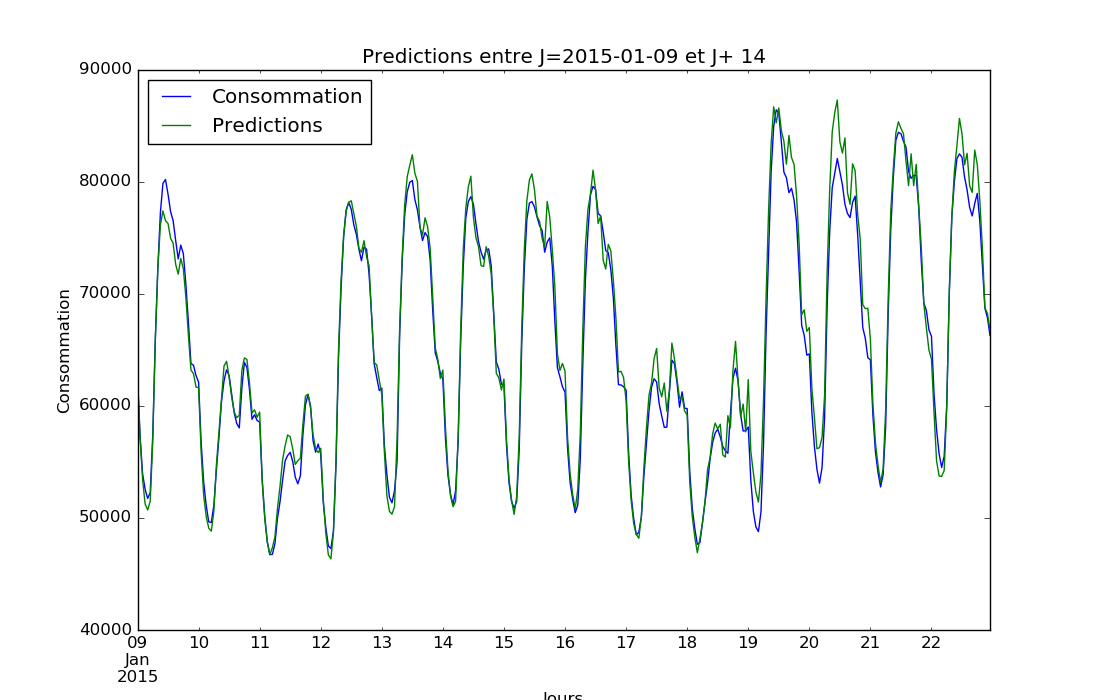 Predictions entre J=2015-01-09 et J+ 14
Consommation
Predictions
90000
80000
70000
60000
50000
40000
Consommation
09 10 11 12 13 14 15 16 17 18 19 20 21 22
Jan
2015
Jours